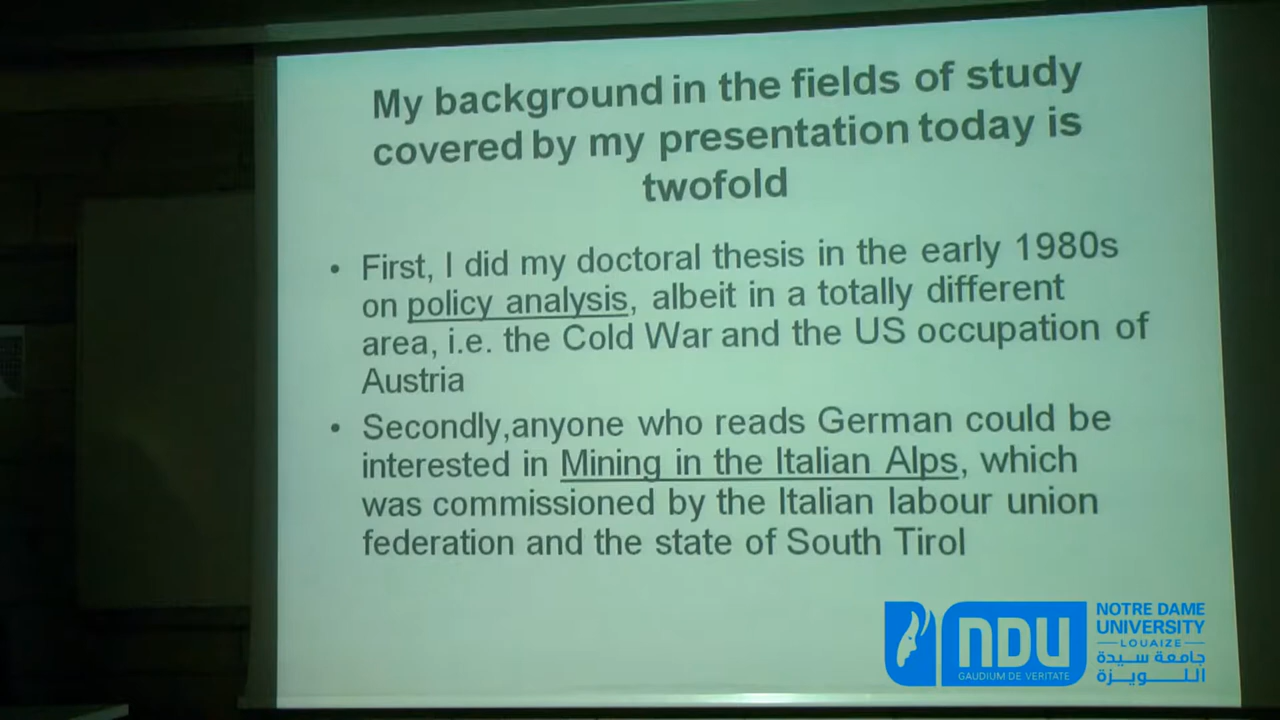 My background in the fields of study
covered by my presentation today is
twofold
• First, I did my doctoral thesis in the early 1980s
on policy analysis, albeit in a totally different
area, i.e. the Cold War and the US occupation of
Austria
• Secondly,anyone who reads German could be
interested in Mining in the Italian Alps, which
was commissioned by the Italian labour union
federation and the state of South Tirol
NDU
GAUDIUM DE VERITATE
NOTRE DAME
UNIVERSITY
LOUAIZE
جامعة سيدة
اللويزة